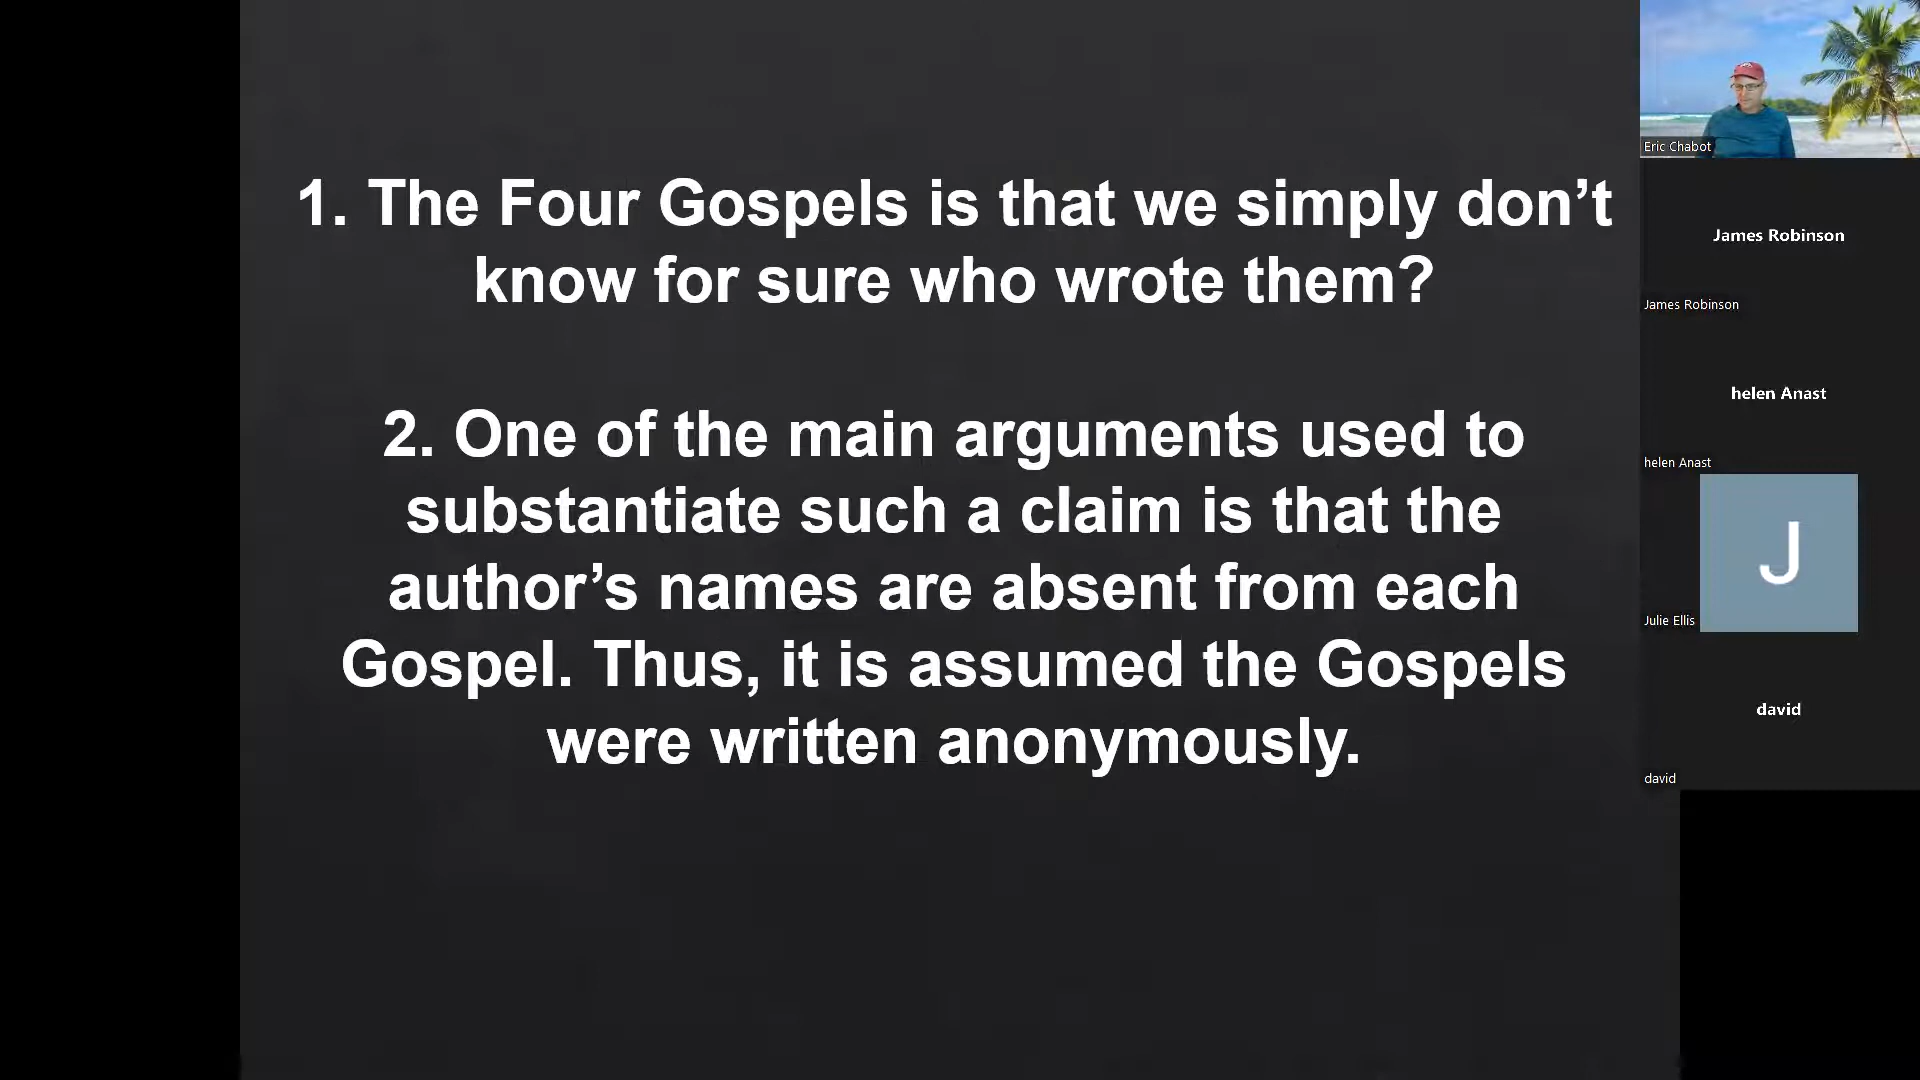 1. The Four Gospels is that we simply don’t
know for sure who wrote them?
2. One of the main arguments used to
substantiate such a claim is that the
author’s names are absent from each
Gospel. Thus, it is assumed the Gospels
were written anonymously.
Eric Chabot
James Robinson
James Robinson
helen Anast
helen Anast
J
Julie Ellis
david
david